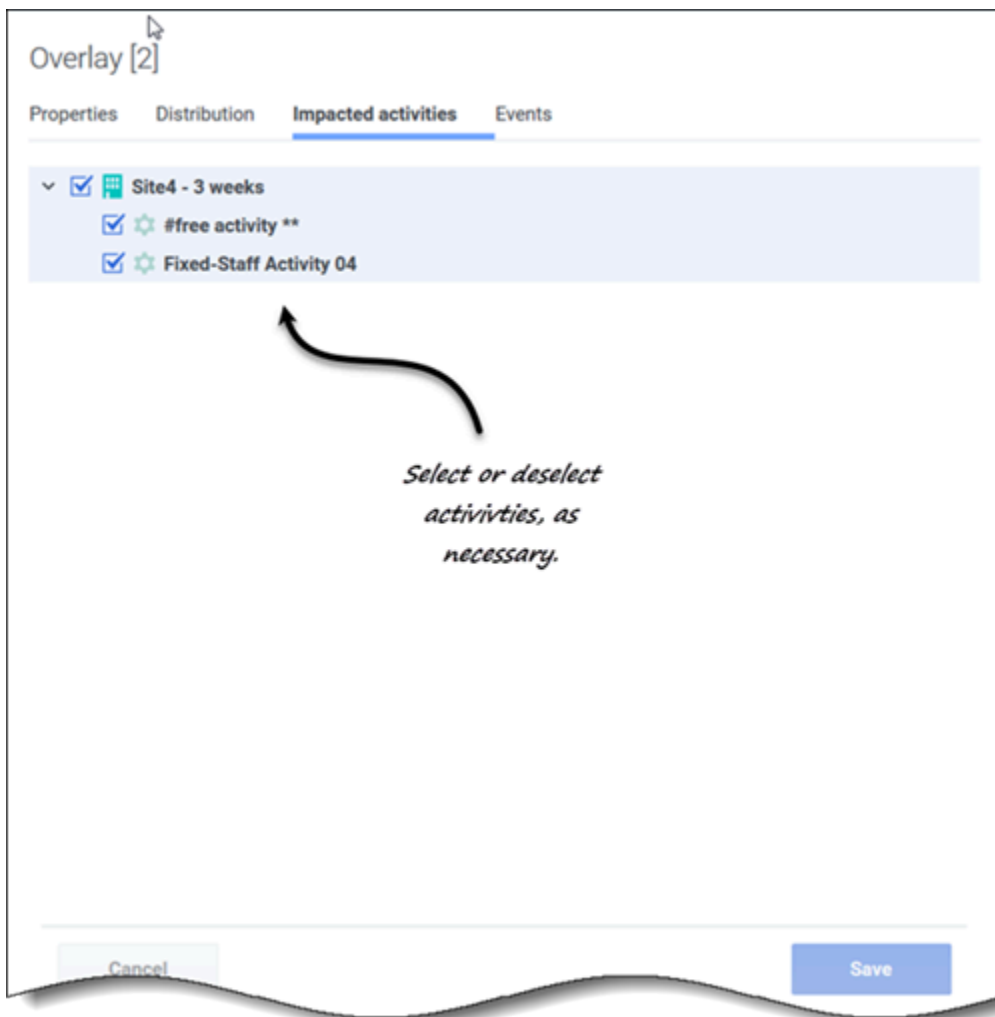 Overlay [2]
Properties Distribution Impacted activities Events
Site4 - 3 weeks
#free activity **
Fixed-Staff Activity 04
Select or deselect
activivties, as
necessary.
Cancel Save